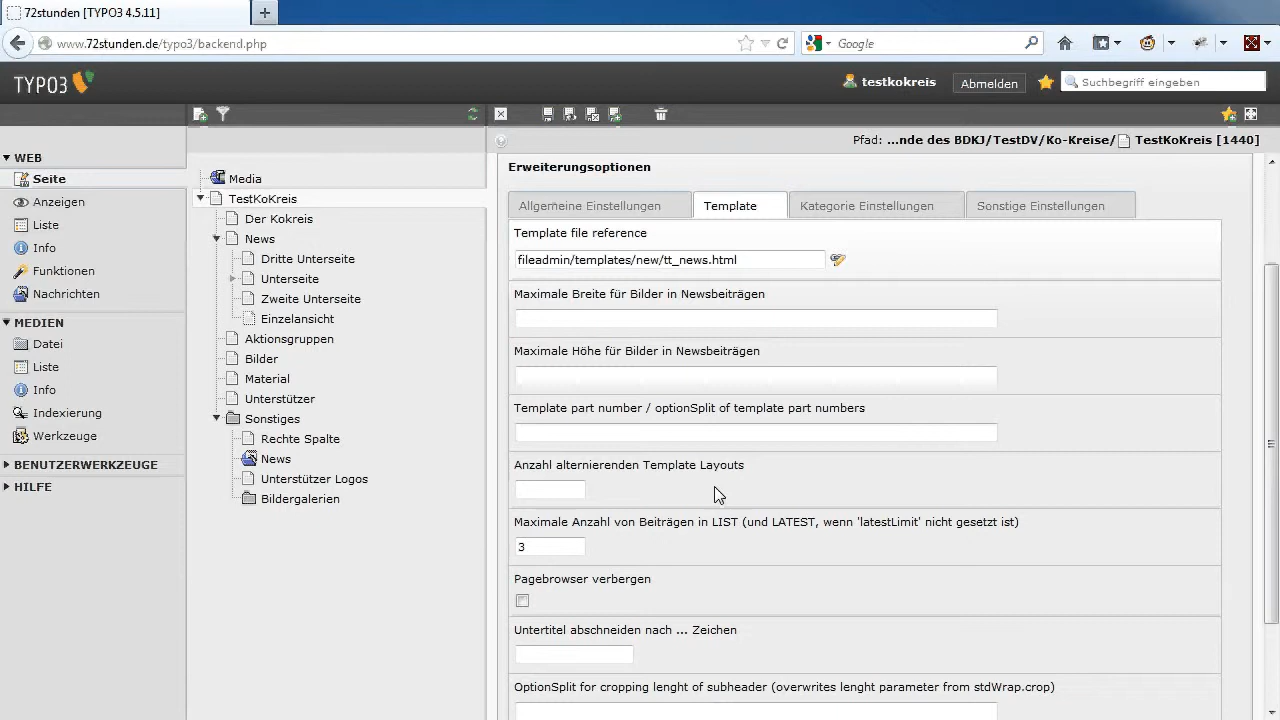 72stunden [TYPO3 4.5.11]
www.72stunden.de/typo3/backend.php
Google
TYPO3
testkokreis
Abmelden
Suchbegriff eingeben
Pfad: ...nde des BDKJ/TestDV/Ko-Kreise/ TestKoKreis [1440]
WEB
Seite
Anzeigen
Liste
Info
Funktionen
Nachrichten
MEDIEN
Datei
Liste
Info
Indexierung
Werkzeuge
BENUTZERWERKZEUGE
HILFE
Media
TestKoKreis
Der Kokreis
News
Dritte Unterseite
Unterseite
Zweite Unterseite
Einzelansicht
Aktionsgruppen
Bilder
Material
Unterstützer
Sonstiges
Rechte Spalte
News
Unterstützer Logos
Bildergalerien
Erweiterungsoptionen
Allgemeine Einstellungen
Template
Kategorie Einstellungen
Sonstige Einstellungen
Template file reference
fileadmin/templates/new/tt_news.html
Maximale Breite für Bilder in Newsbeiträgen
Maximale Höhe für Bilder in Newsbeiträgen
Template part number / optionSplit of template part numbers
Anzahl alternierenden Template Layouts
Maximale Anzahl von Beiträgen in LIST (und LATEST, wenn 'latestLimit' nicht gesetzt ist)
3
Pagebrowser verbergen
Untertitel abschneiden nach ... Zeichen
OptionSplit for cropping lenght of subheader (overwrites lenght parameter from stdWrap.crop)